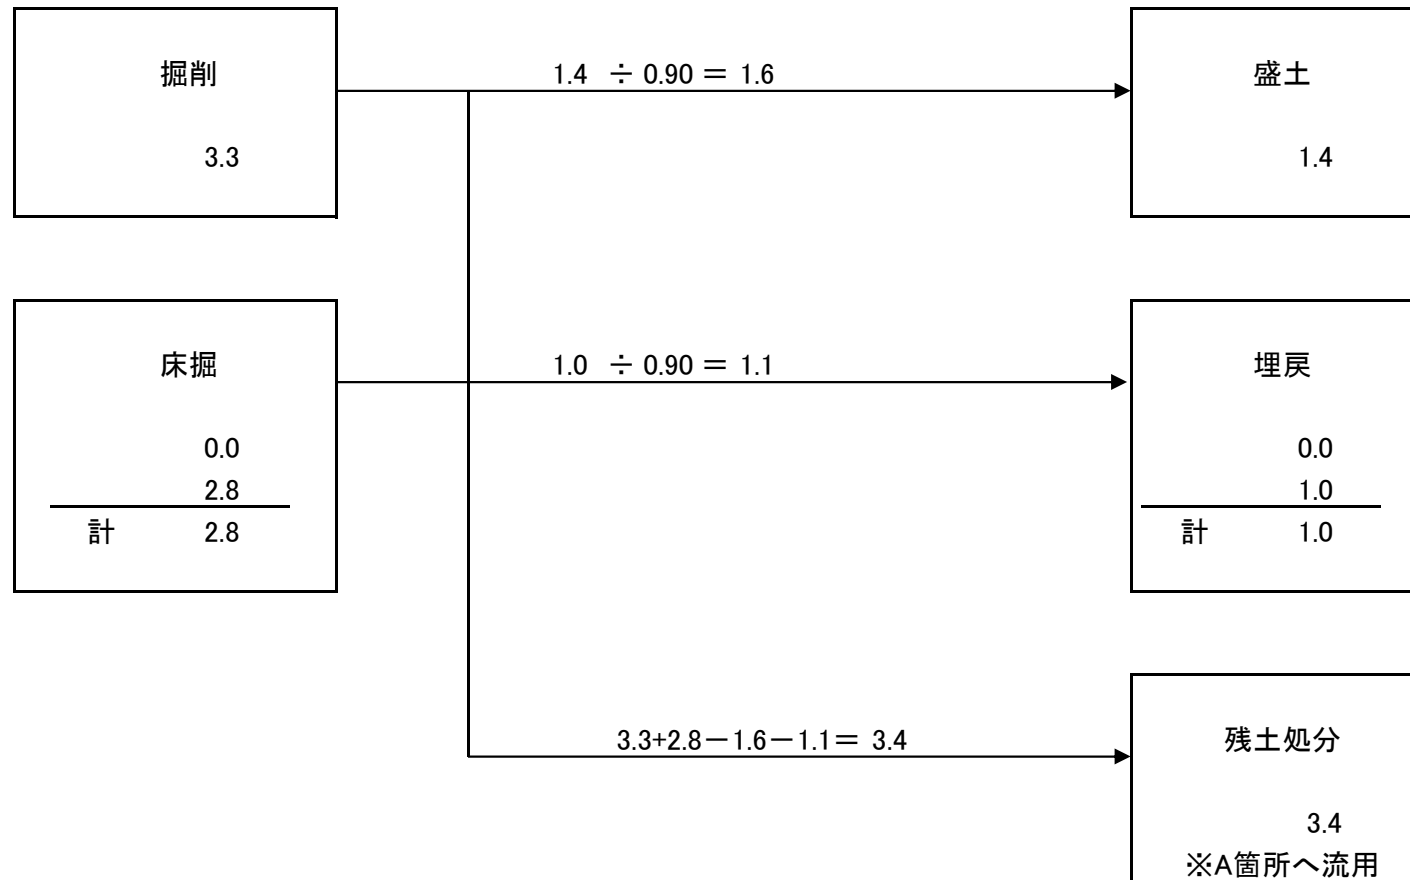 掘削
3.3
1.4 ÷ 0.90 = 1.6
盛土
1.4
床掘
0.0
2.8
計 2.8
1.0 ÷ 0.90 = 1.1
埋戻
0.0
1.0
計 1.0
3.3+2.8-1.6-1.1= 3.4
残土処分
3.4
※A箇所へ流用